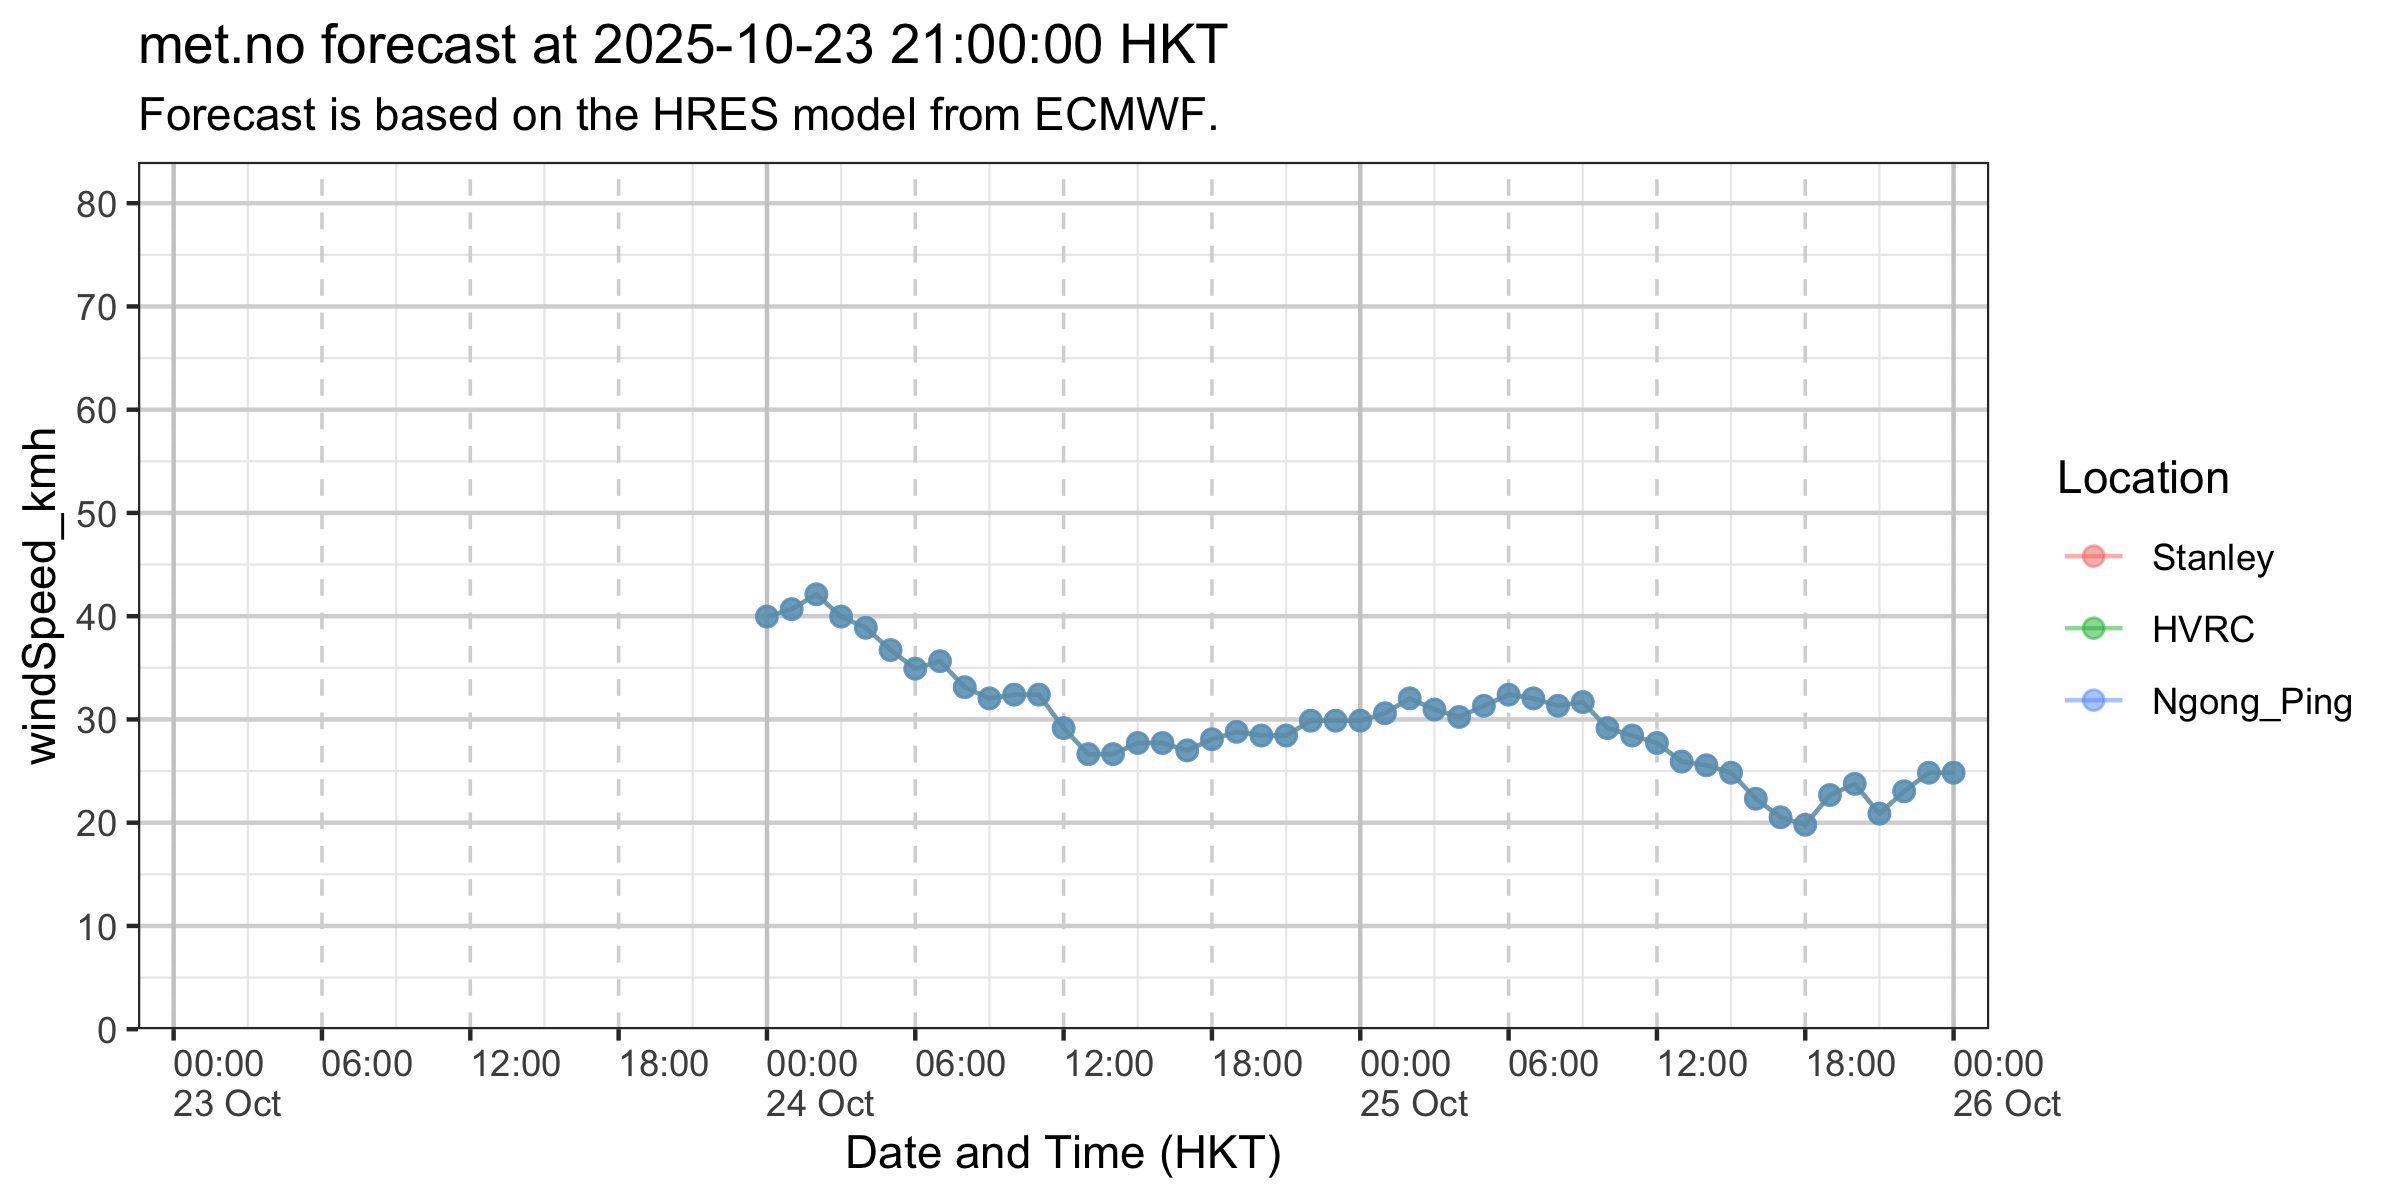 met.no forecast at 2025-10-23 21:00:00 HKT
Forecast is based on the HRES model from ECMWF.
windSpeed_kmh
80
70
60
50
40
30
20
10
0
00:00 06:00 12:00 18:00 00:00 06:00 12:00 18:00 00:00 06:00 12:00 18:00 00:00
23 Oct 24 Oct 25 Oct 26 Oct
Date and Time (HKT)
Location
Stanley
HVRC
Ngong_Ping